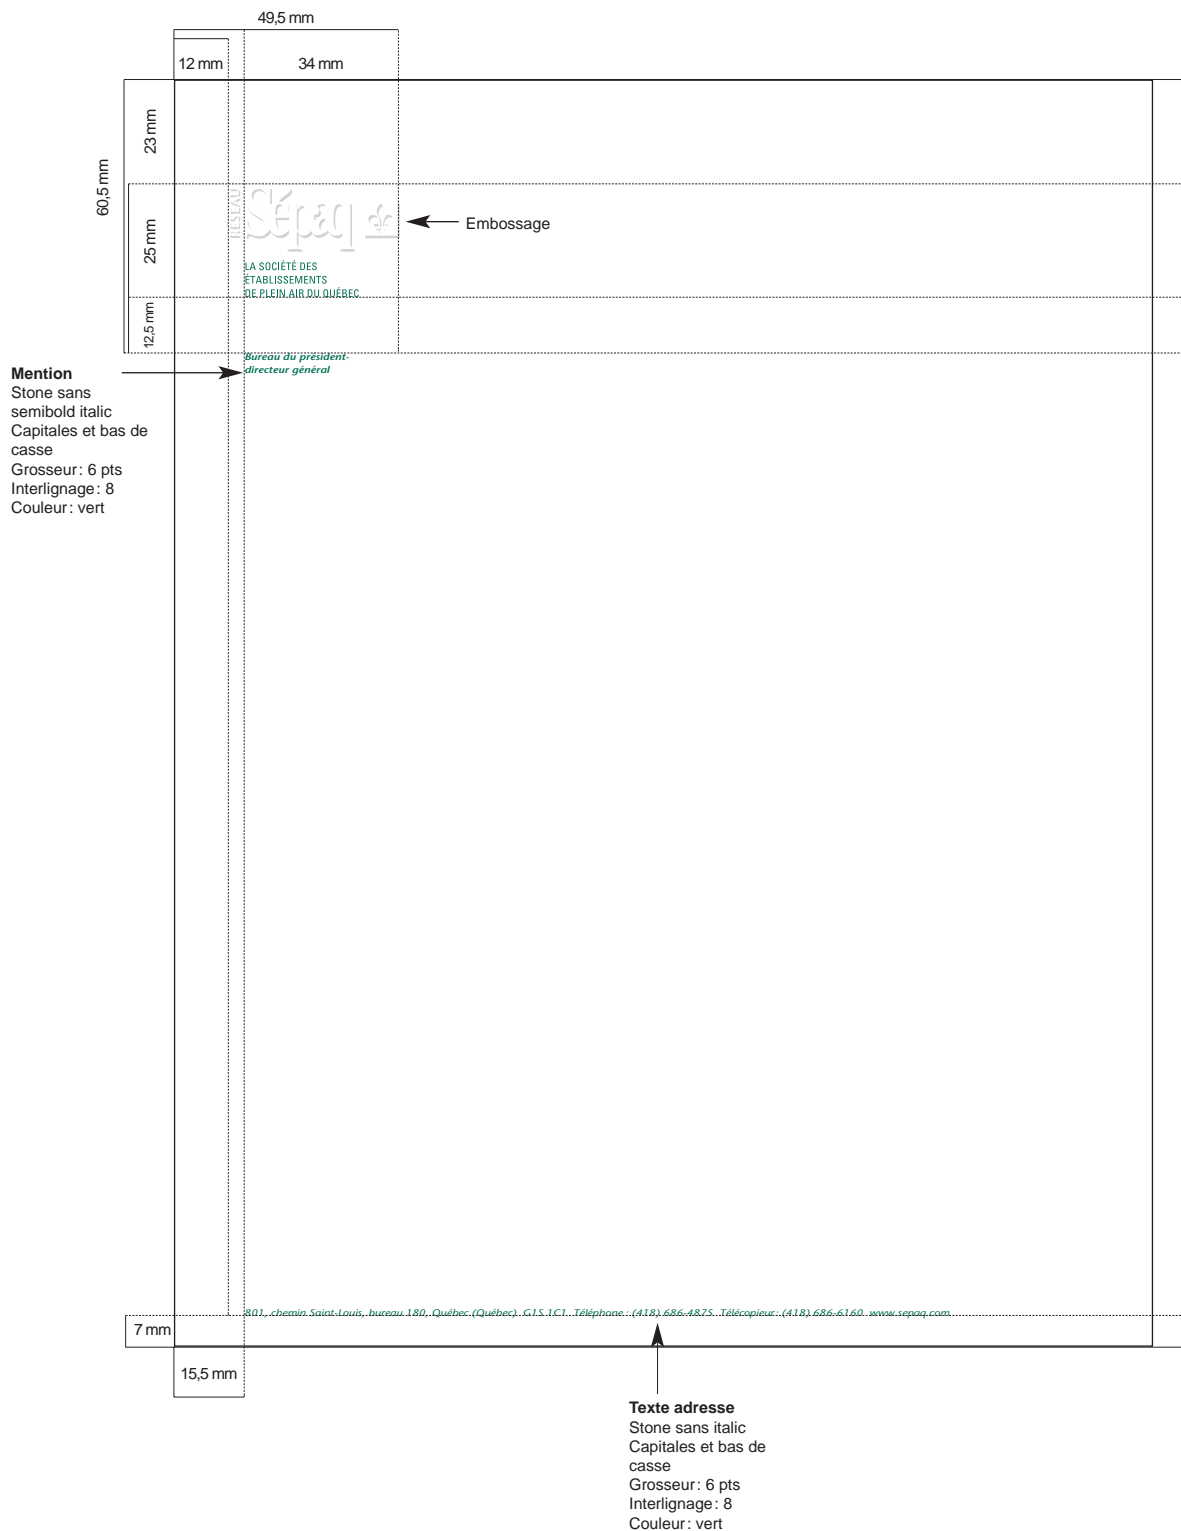 49,5 mm
12 mm
34 mm
23 mm
60,5 mm
25 mm
12,5 mm
RÉSEAU
Sépaq
Embossage
LA SOCIÉTÉ DES
ÉTABLISSEMENTS
DE PLEIN AIR DU QUÉBEC
Bureau du président-
directeur général
Mention
Stone sans
semibold italic
Capitales et bas de
casse
Grosseur : 6 pts
Interlignage : 8
Couleur : vert
801, chemin Saint-Louis, bureau 180, Québec (Québec) G1S 1C1 Téléphone : (418) 686-4875 Télécopieur : (418) 686-6160 www.sepaq.com
7 mm
15,5 mm
Texte adresse
Stone sans italic
Capitales et bas de
casse
Grosseur : 6 pts
Interlignage : 8
Couleur : vert